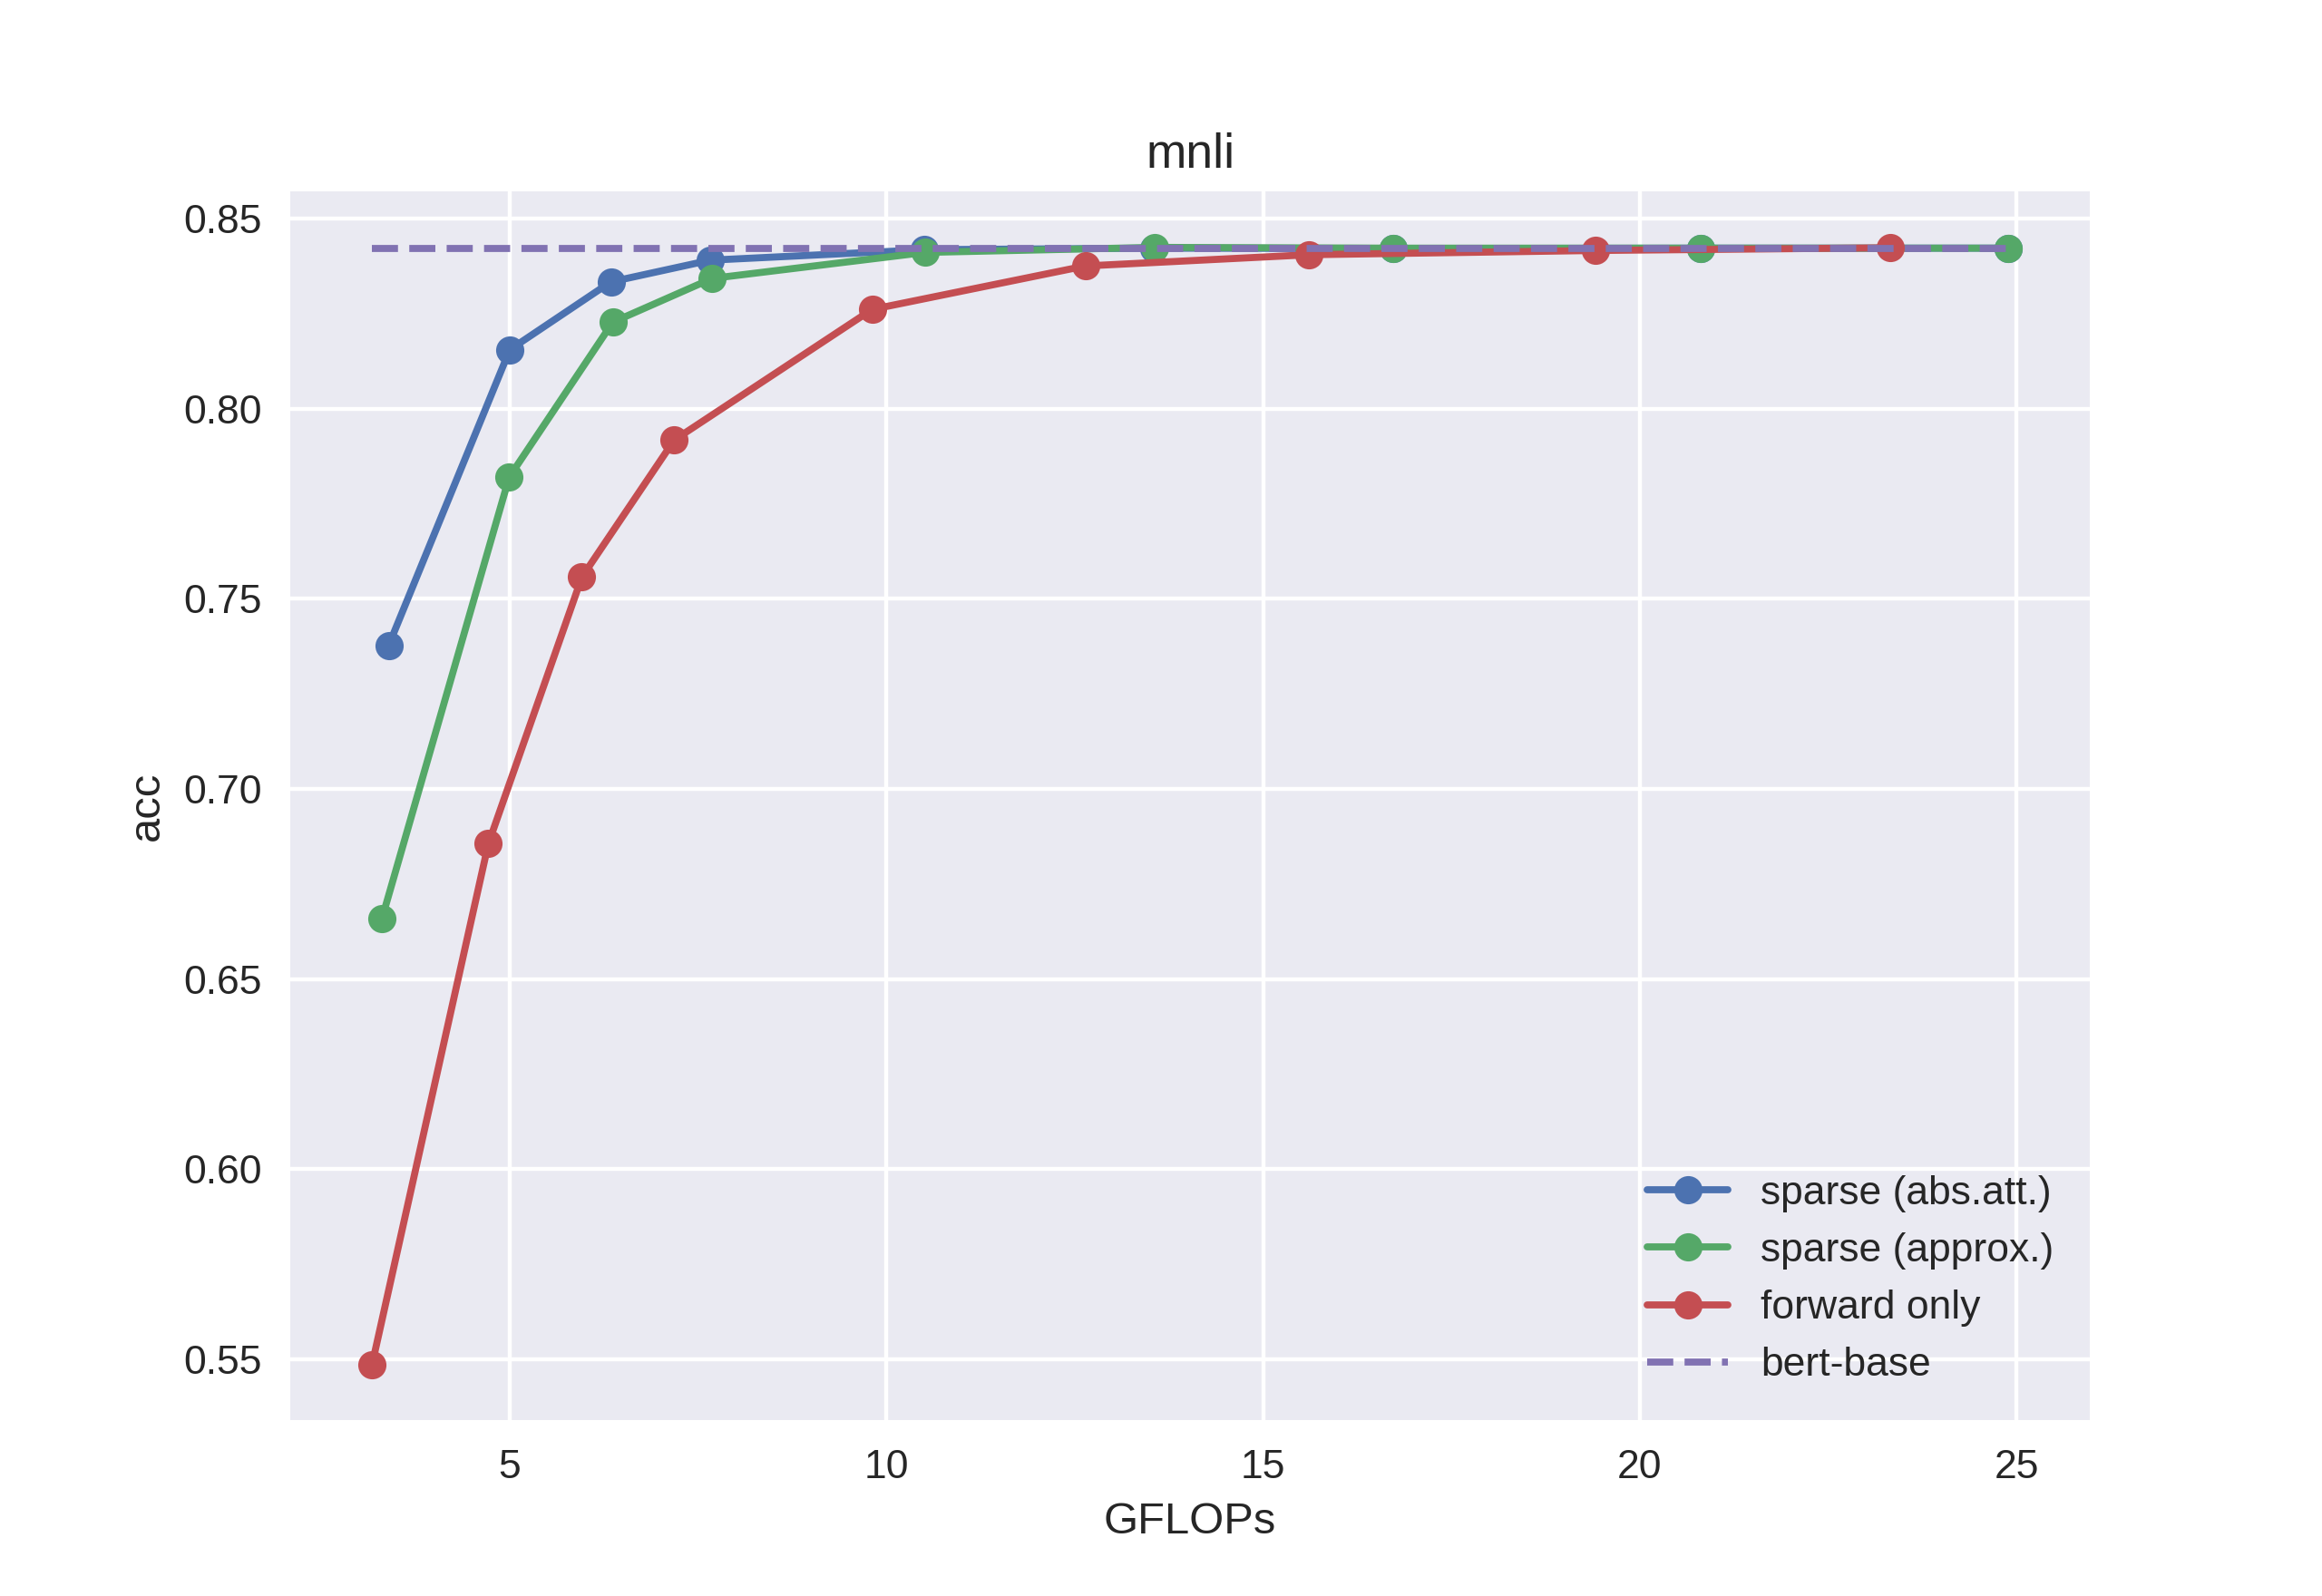 mnli
0.85
0.80
0.75
0.70
0.65
0.60
0.55
acc
sparse (abs.att.)
sparse (approx.)
forward only
bert-base
5 10 15 20 25
GFLOPs